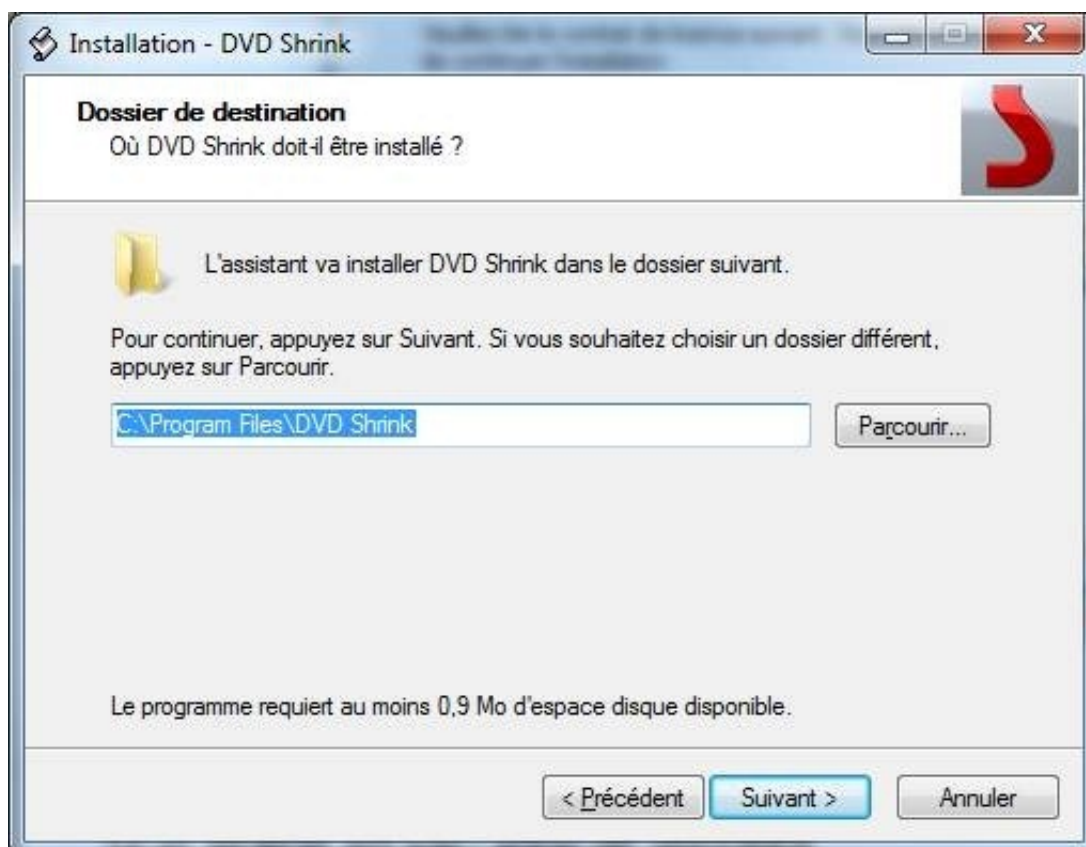 Installation - DVD Shrink
Dossier de destination
Où DVD Shrink doit-il être installé ?
L'assistant va installer DVD Shrink dans le dossier suivant.
Pour continuer, appuyez sur Suivant. Si vous souhaitez choisir un dossier différent,
appuyez sur Parcourir.
C:\Program Files\DVD Shrink
Parcourir...
Le programme requiert au moins 0,9 Mo d'espace disque disponible.
< Précédent
Suivant >
Annuler